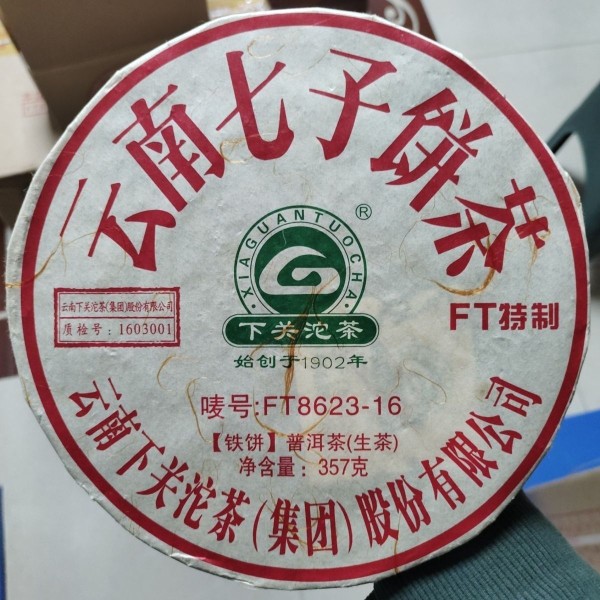 云南七子饼茶
XIAGUANTUOCHA
®
下关沱茶
始创于1902年
云南下关沱茶(集团)股份有限公司
质检号：1603001
FT特制
唛号:FT8623-16
【铁饼】普洱茶(生茶)
净含量：357克
云南下关沱茶(集团)股份有限公司